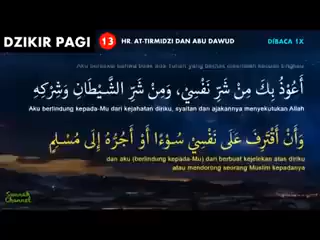 DZIKIR PAGI 13 HR. AT-TIRMIDZI DAN ABU DAWUD DIBACA 1X
أَعُوْذُ بِكَ مِنْ شَرِّ نَفْسِيْ، وَمِنْ شَرِّ الشَّيْطَانِ وَشِرْكِهِ
Aku berlindung kepada-Mu dari kejahatan diriku, syaitan dan ajakannya menyekutukan Allah
وَأَنْ أَقْتَرِفَ عَلَى نَفْسِيْ سُوْءًا أَوْ أَجُرَّهُ إِلَى مُسْلِمٍ
dan aku (berlindung kepada-Mu) dari berbuat kejelekan atas diriku
atau mendorong seorang Muslim kepadanya
Sunnah
Channel